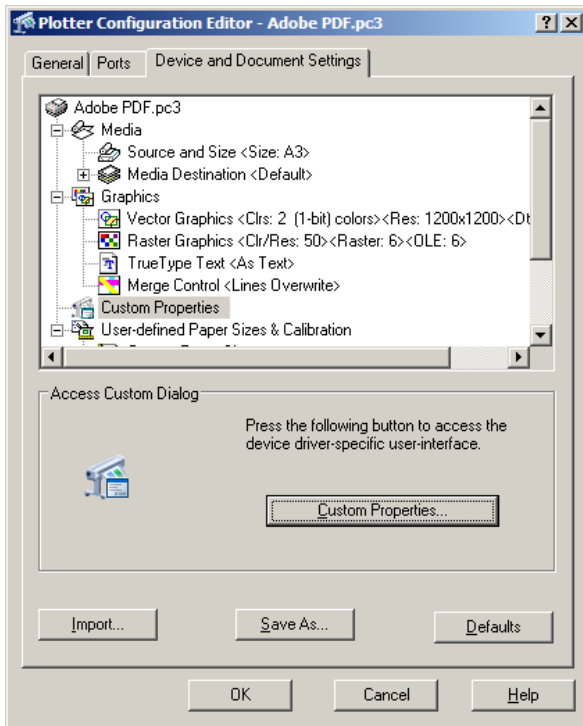 Plotter Configuration Editor - Adobe PDF.pc3
General Ports Device and Document Settings
Adobe PDF.pc3
Media
Source and Size <Size: A3>
Media Destination <Default>
Graphics
Vector Graphics <Clrs: 2 (1-bit) colors><Res: 1200x1200><Dt
Raster Graphics <Clr/Res: 50><Raster: 6><OLE: 6>
TrueType Text <As Text>
Merge Control <Lines Overwrite>
Custom Properties
User-defined Paper Sizes & Calibration
Access Custom Dialog
Press the following button to access the
device driver-specific user-interface.
Custom Properties...
Import... Save As... Defaults
OK Cancel Help